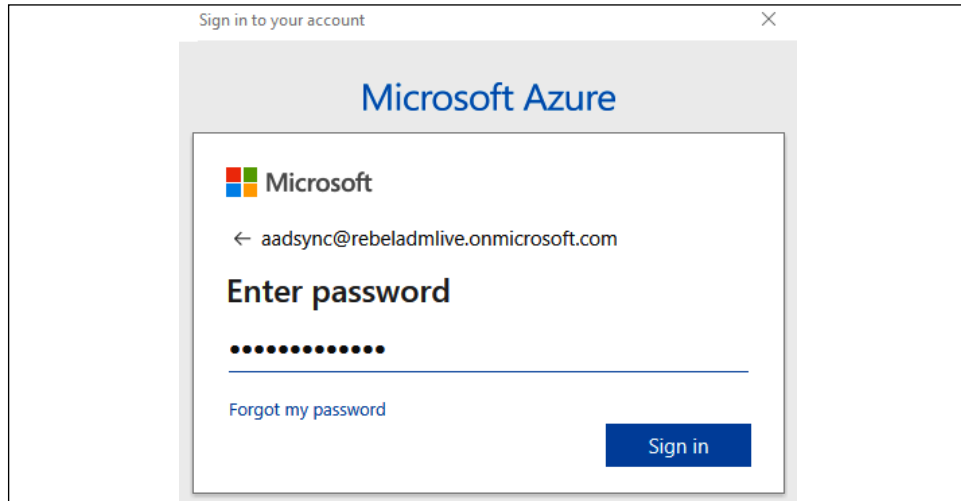 Sign in to your account
Microsoft Azure
Microsoft
← aadsync@rebeladmlive.onmicrosoft.com
Enter password
•••••••••••••
Forgot my password
Sign in